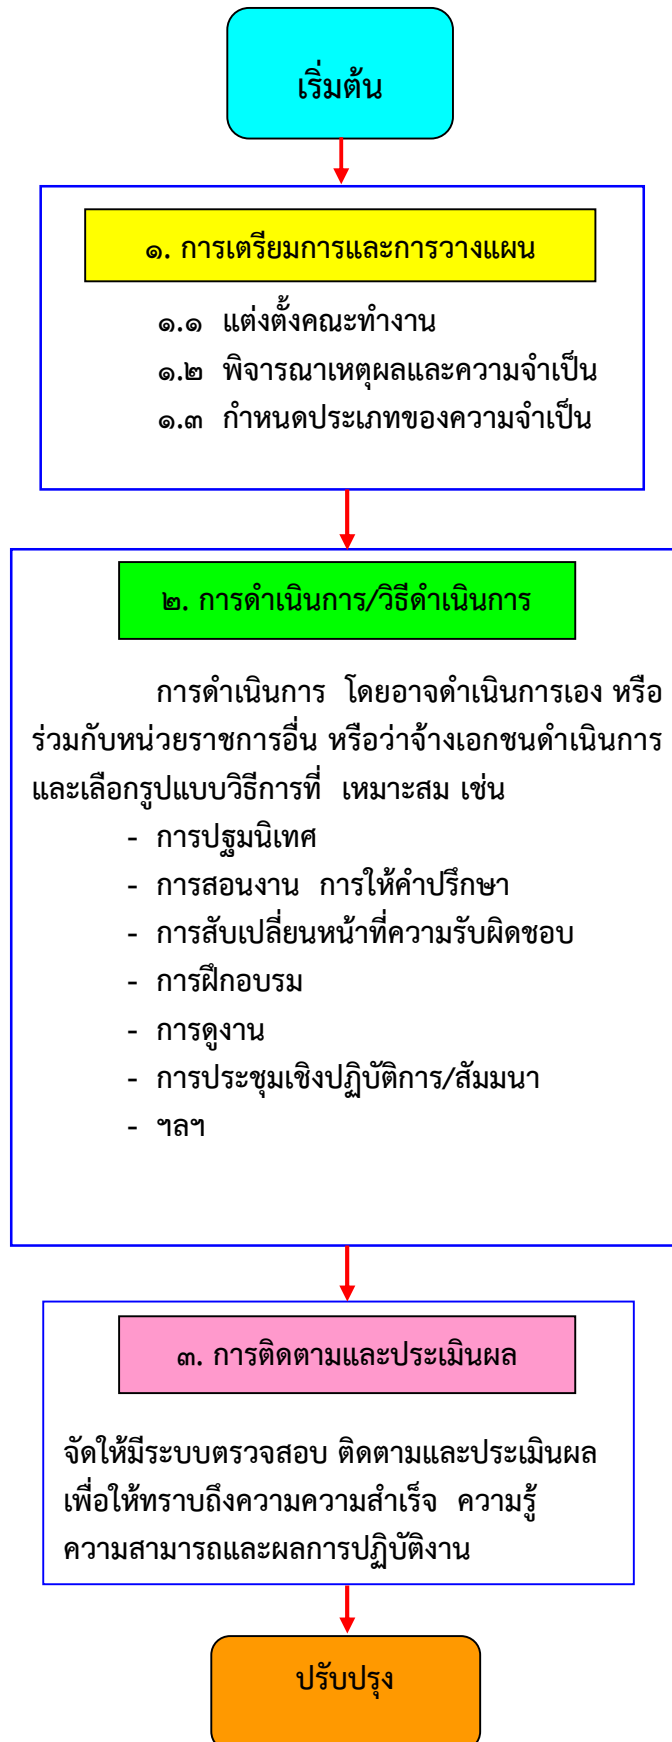 เริ่มต้น
๑. การเตรียมการและการวางแผน
๑.๑ แต่งตั้งคณะทำงาน
๑.๒ พิจารณาเหตุผลและความจำเป็น
๑.๓ กำหนดประเภทของความจำเป็น
๒. การดำเนินการ/วิธีดำเนินการ
การดำเนินการ โดยอาจดำเนินการเอง หรือ
ร่วมกับหน่วยราชการอื่น หรือว่าจ้างเอกชนดำเนินการ
และเลือกรูปแบบวิธีการที่ เหมาะสม เช่น
- การปฐมนิเทศ
- การสอนงาน การให้คำปรึกษา
- การสับเปลี่ยนหน้าที่ความรับผิดชอบ
- การฝึกอบรม
- การดูงาน
- การประชุมเชิงปฏิบัติการ/สัมมนา
- ฯลฯ
๓. การติดตามและประเมินผล
จัดให้มีระบบตรวจสอบ ติดตามและประเมินผล
เพื่อให้ทราบถึงความความสำเร็จ ความรู้
ความสามารถและผลการปฏิบัติงาน
ปรับปรุง